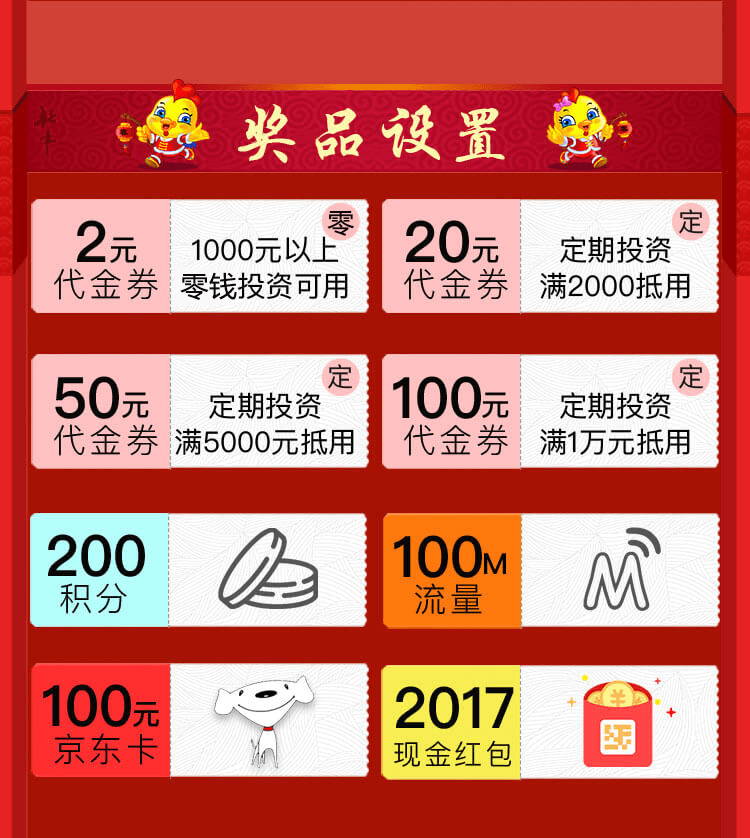 奖品设置
2元
代金券
零
1000元以上
零钱投资可用
20元
代金券
定
定期投资
满2000抵用
50元
代金券
定
定期投资
满5000元抵用
100元
代金券
定
定期投资
满1万元抵用
200
积分
100M
流量
100元
京东卡
2017
现金红包